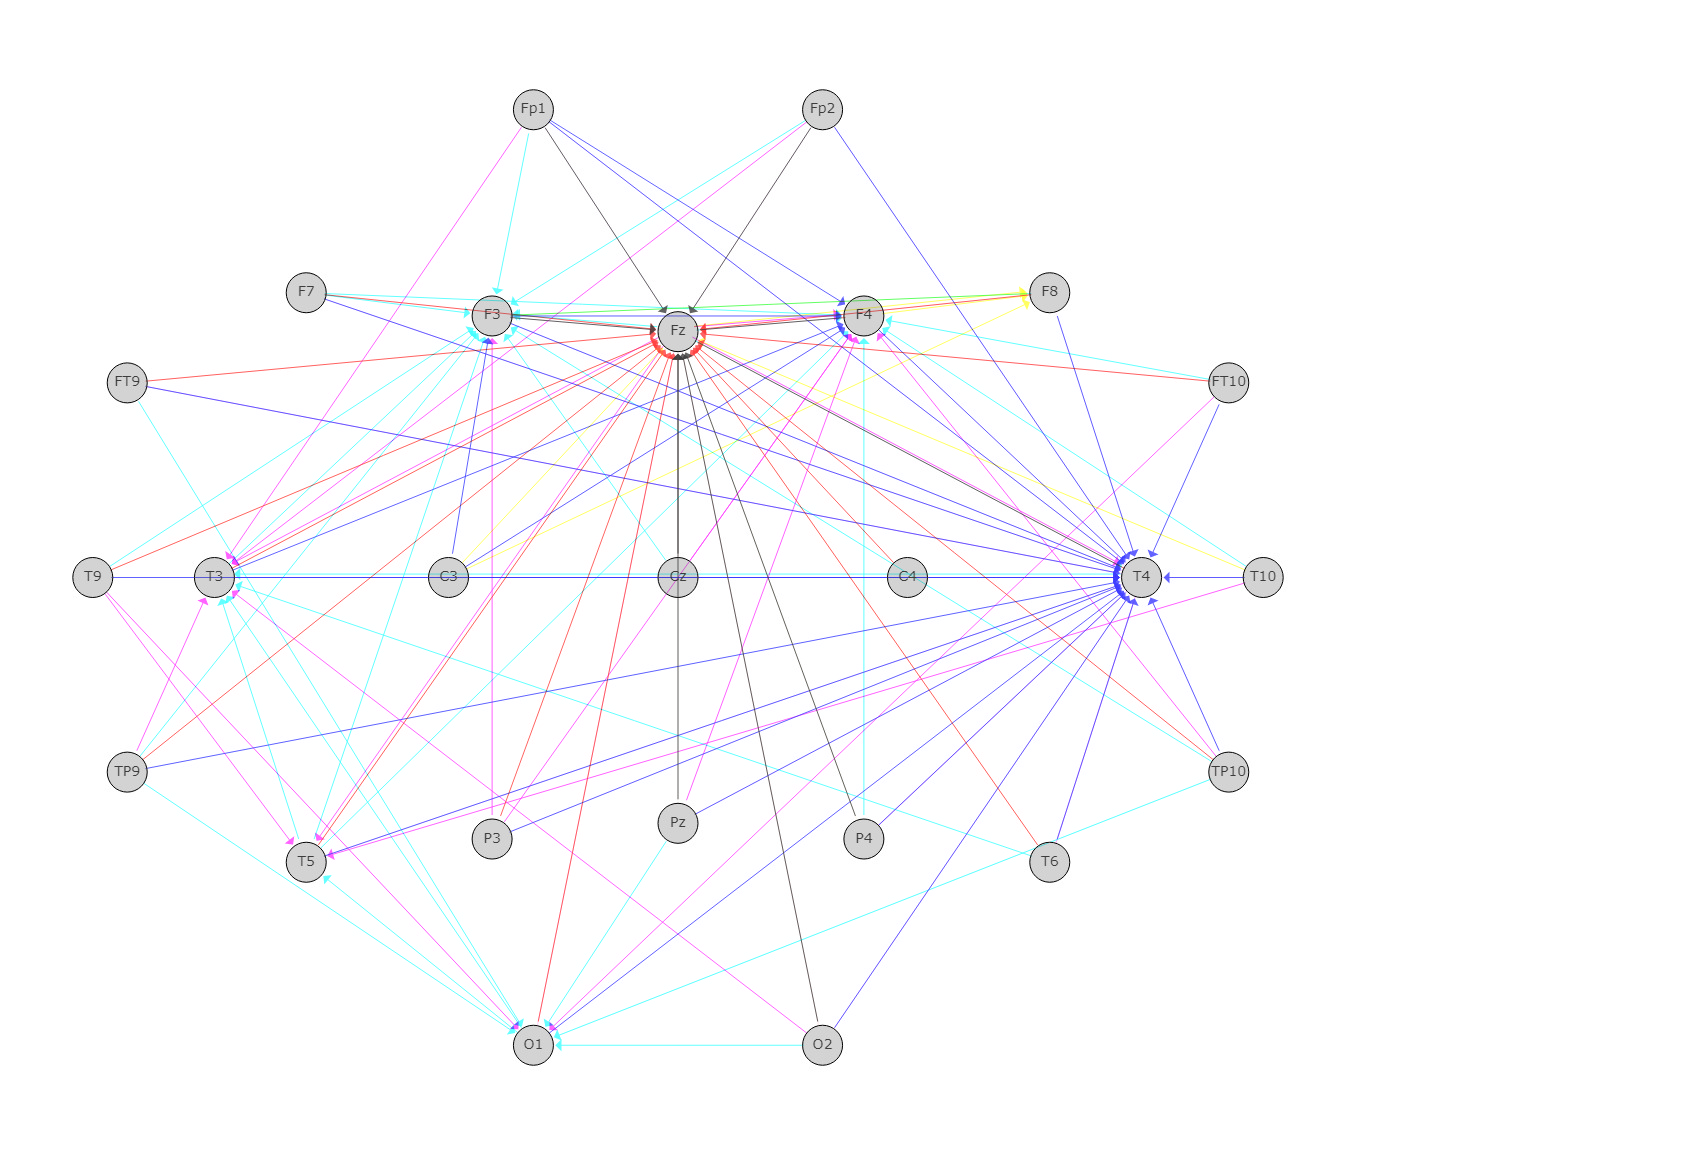 Fp1 Fp2
F7 F3 Fz F4 F8
FT9 FT10
T9 T3 C3 Cz C4 T4 T10
TP9 TP10
T5 P3 Pz P4 T6
O1 O2